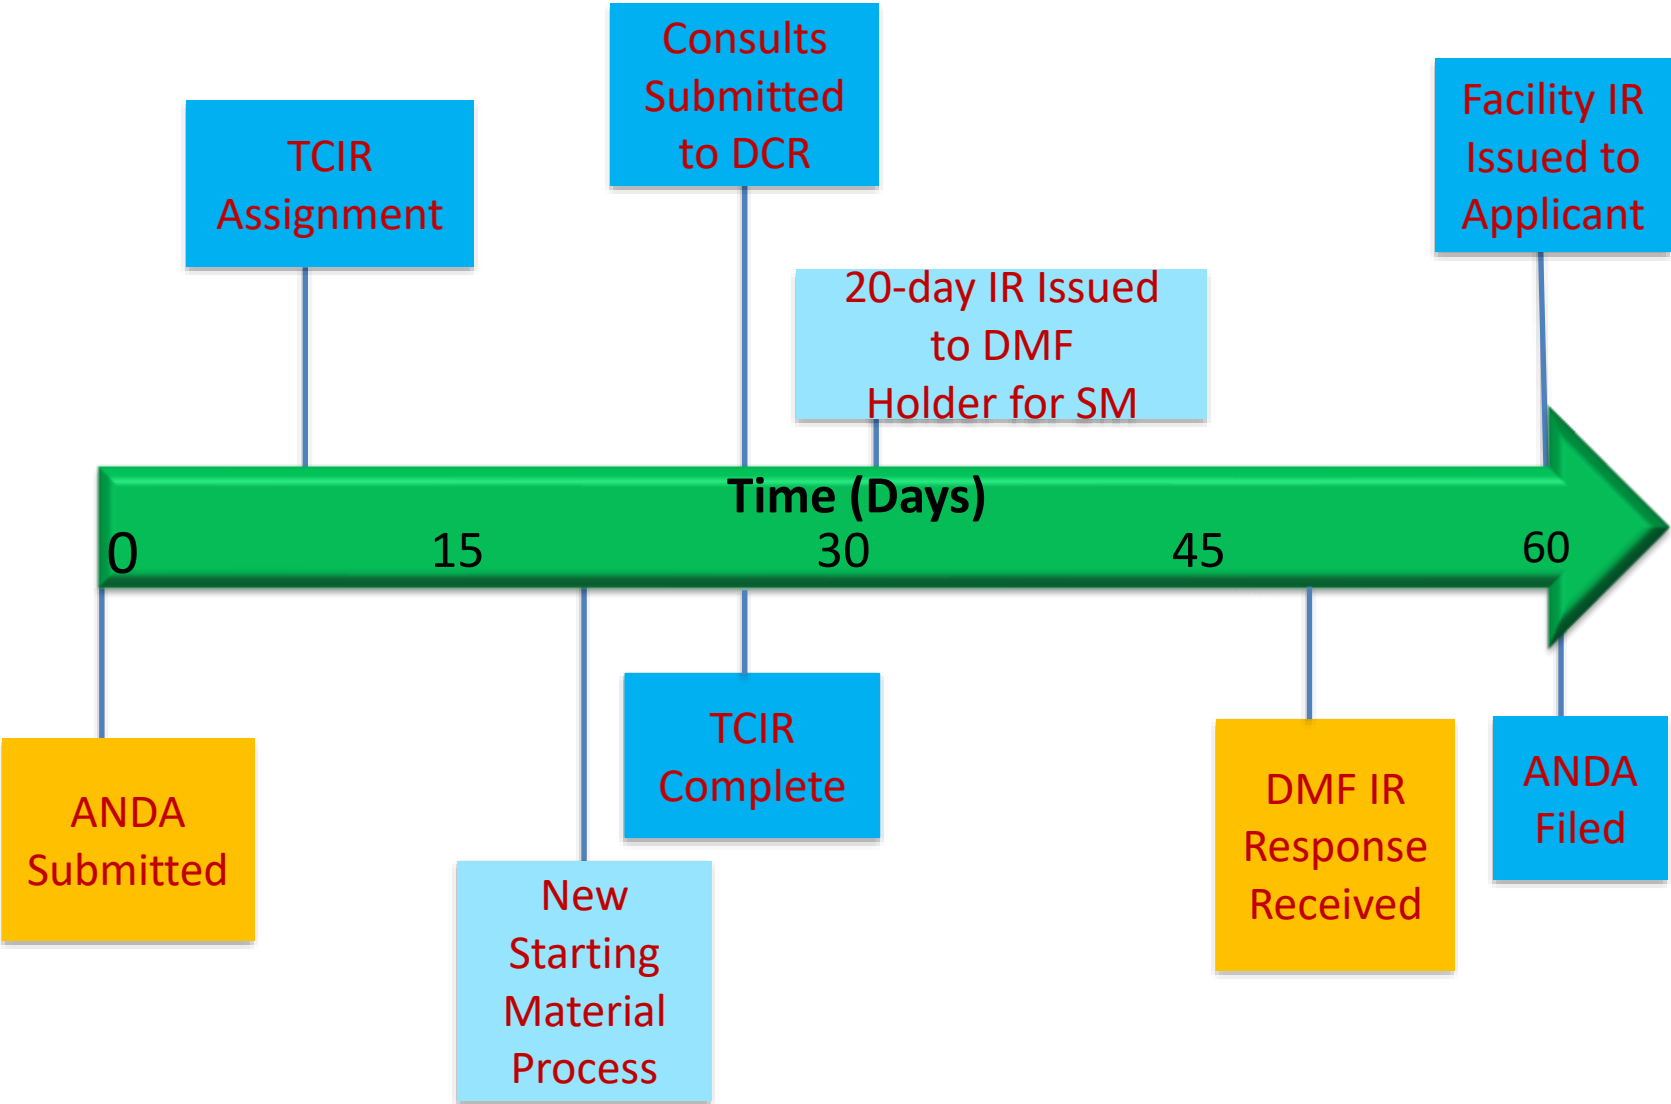 Consults
Submitted
to DCR
TCIR
Assignment
Facility IR
Issued to
Applicant
20-day IR Issued
to DMF
Holder for SM
Time (Days)
0 15 30 45 60
ANDA
Submitted
New
Starting
Material
Process
TCIR
Complete
DMF IR
Response
Received
ANDA
Filed